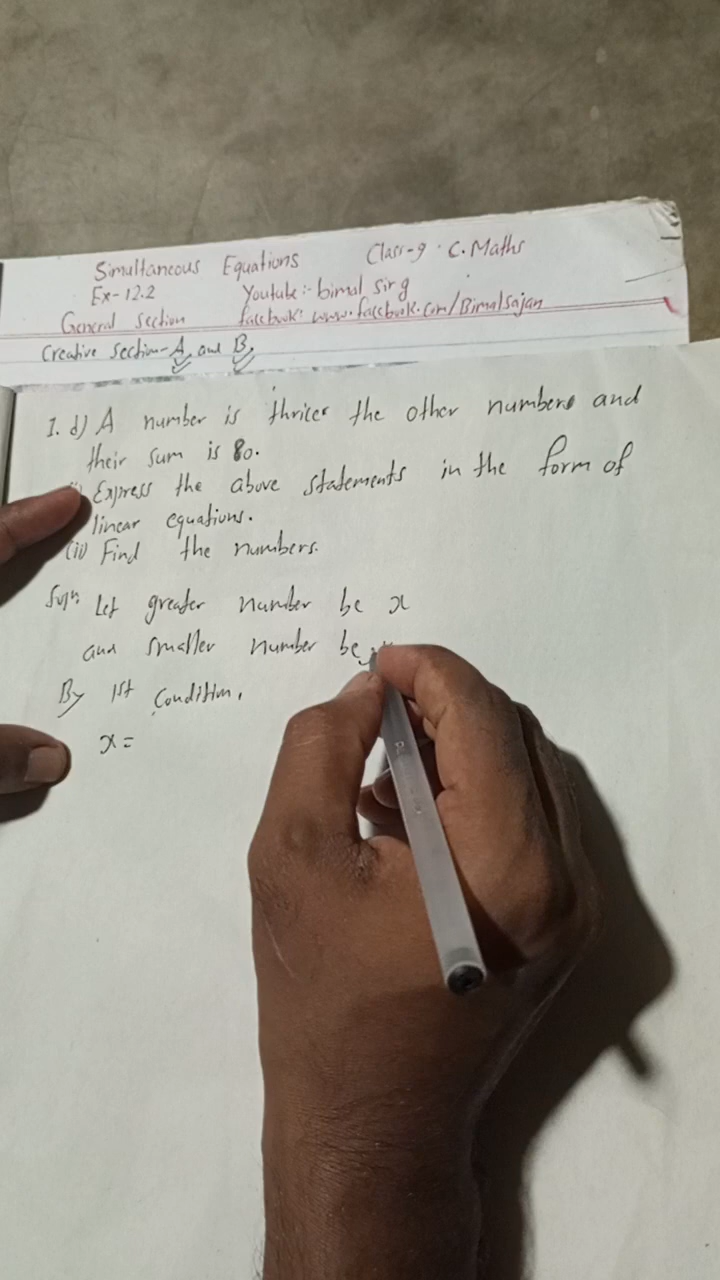 Simultaneous Equations Class-9. C. Maths
Ex-12.2 Youtube:- bimal sir g
General section facebook: www.facebook.com/Bimalsajan
Creative section-A and B.
1. d) A number is thrice the other numbers and
their sum is 80.
Express the above statements in the form of
linear equations.
(ii) Find the numbers.
Solⁿ: Let greater number be x
and smaller number be
By 1st Condition,
x =